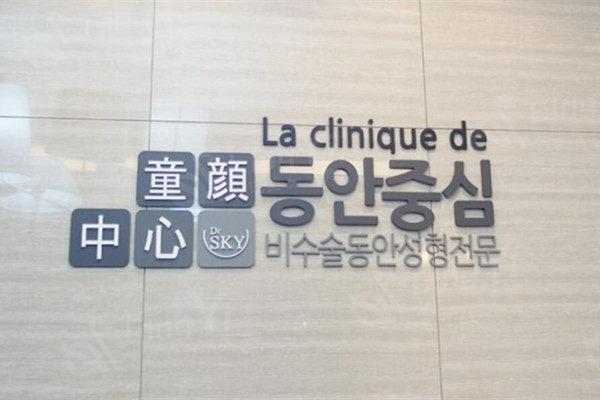 La clinique de
童顔
동안중심
中心
Dr SKY
비수술동안성형전문